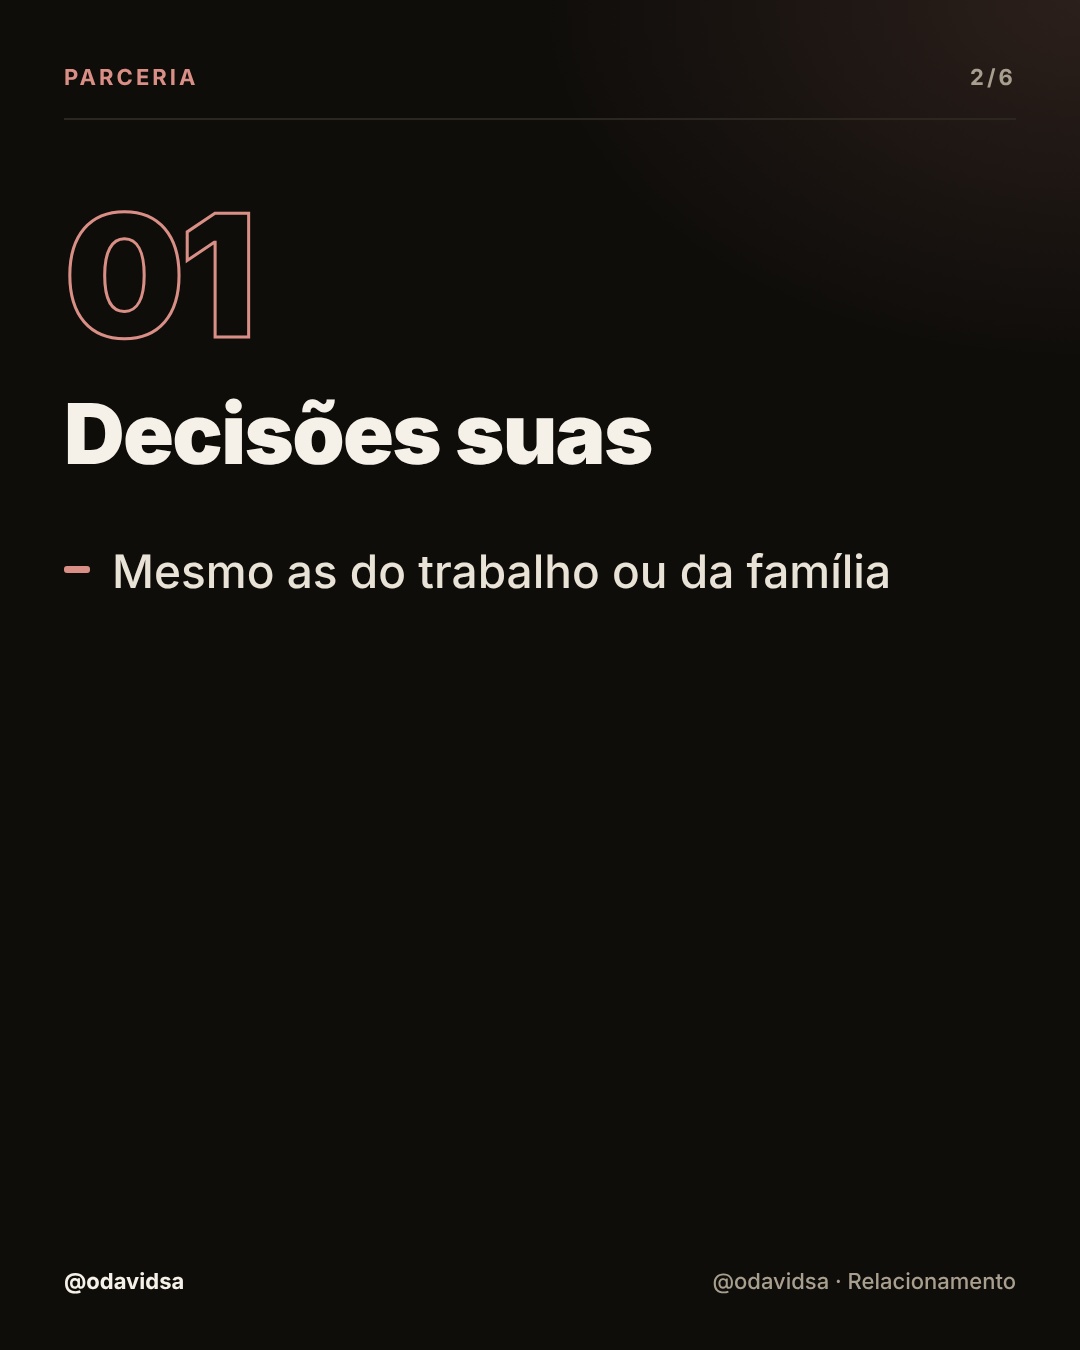 PARCERIA
2/6
01
Decisões suas
Mesmo as do trabalho ou da família
@odavidsa
@odavidsa · Relacionamento